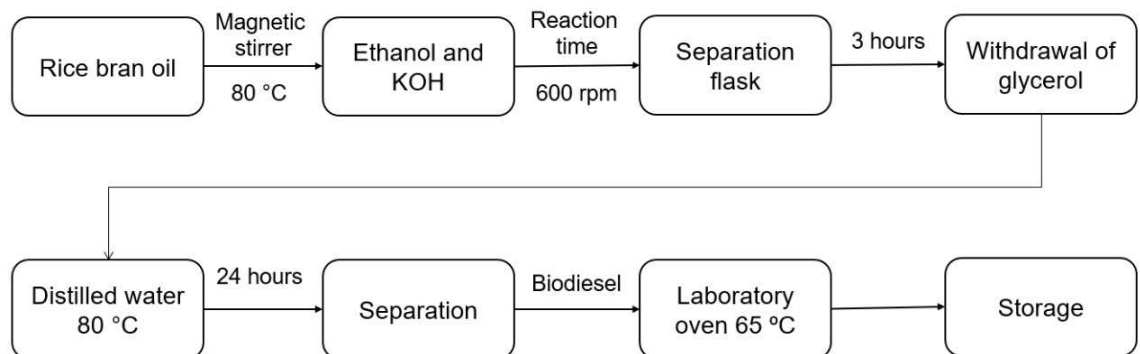 Rice bran oil
Magnetic
stirrer
80 °C
Ethanol and
KOH
Reaction
time
600 rpm
Separation
flask
3 hours
Withdrawal of
glycerol
Distilled water
80 °C
24 hours
Separation
Biodiesel
Laboratory
oven 65 ºC
Storage